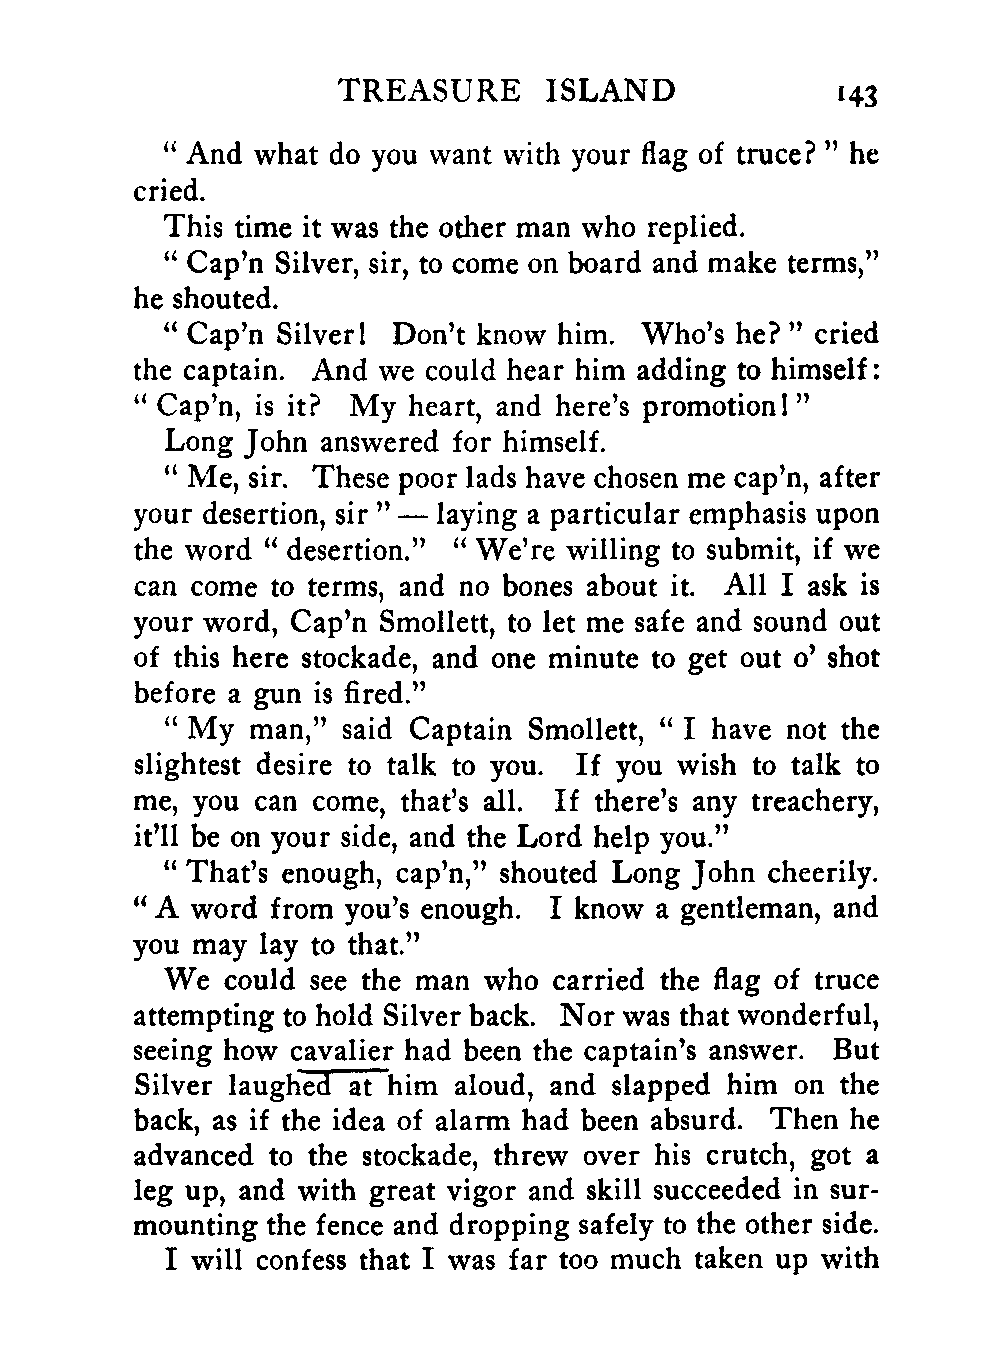 TREASURE ISLAND 143
“ And what do you want with your flag of truce? ” he
cried.
This time it was the other man who replied.
“ Cap’n Silver, sir, to come on board and make terms,”
he shouted.
“ Cap’n Silver! Don’t know him. Who’s he? ” cried
the captain. And we could hear him adding to himself:
“ Cap’n, is it? My heart, and here’s promotion! ”
Long John answered for himself.
“ Me, sir. These poor lads have chosen me cap’n, after
your desertion, sir ” — laying a particular emphasis upon
the word “ desertion.” “ We’re willing to submit, if we
can come to terms, and no bones about it. All I ask is
your word, Cap’n Smollett, to let me safe and sound out
of this here stockade, and one minute to get out o’ shot
before a gun is fired.”
“ My man,” said Captain Smollett, “ I have not the
slightest desire to talk to you. If you wish to talk to
me, you can come, that’s all. If there’s any treachery,
it’ll be on your side, and the Lord help you.”
“ That’s enough, cap’n,” shouted Long John cheerily.
“ A word from you’s enough. I know a gentleman, and
you may lay to that.”
We could see the man who carried the flag of truce
attempting to hold Silver back. Nor was that wonderful,
seeing how cavalier had been the captain’s answer. But
Silver laughed at him aloud, and slapped him on the
back, as if the idea of alarm had been absurd. Then he
advanced to the stockade, threw over his crutch, got a
leg up, and with great vigor and skill succeeded in sur-
mounting the fence and dropping safely to the other side.
I will confess that I was far too much taken up with